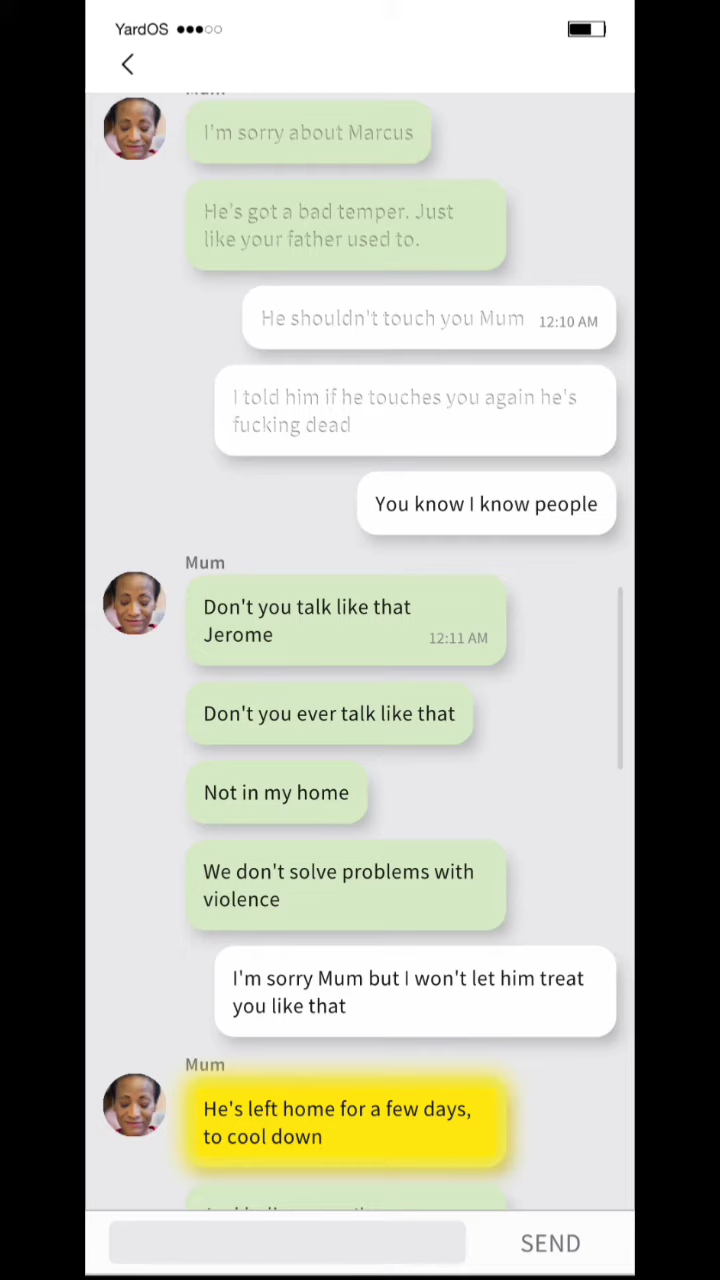 YardOS
Mum
I'm sorry about Marcus
He's got a bad temper. Just
like your father used to.
He shouldn't touch you Mum 12:10 AM
I told him if he touches you again he's
fucking dead
You know I know people
Mum
Don't you talk like that
Jerome 12:11 AM
Don't you ever talk like that
Not in my home
We don't solve problems with
violence
I'm sorry Mum but I won't let him treat
you like that
Mum
He's left home for a few days,
to cool down
SEND